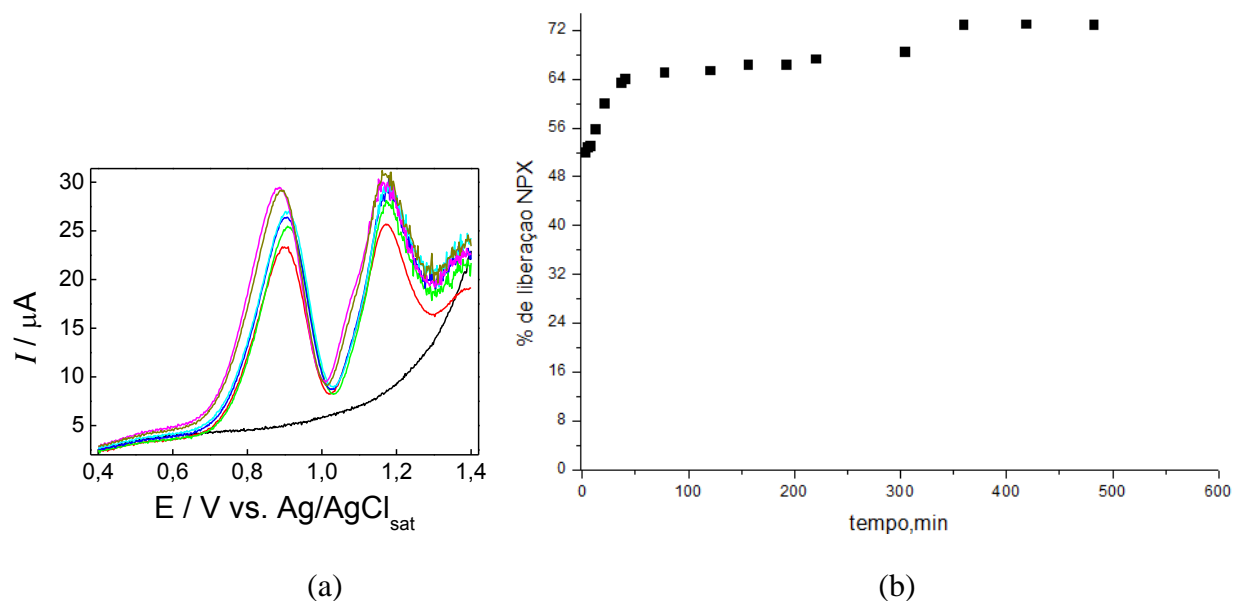 30
25
20
15
10
5
I / μA
0,4 0,6 0,8 1,0 1,2 1,4
E / V vs. Ag/AgCl_sat
(a)
72
64
56
48
40
32
24
16
8
0
% de liberaçao NPX
0 100 200 300 400 500 600
tempo,min
(b)